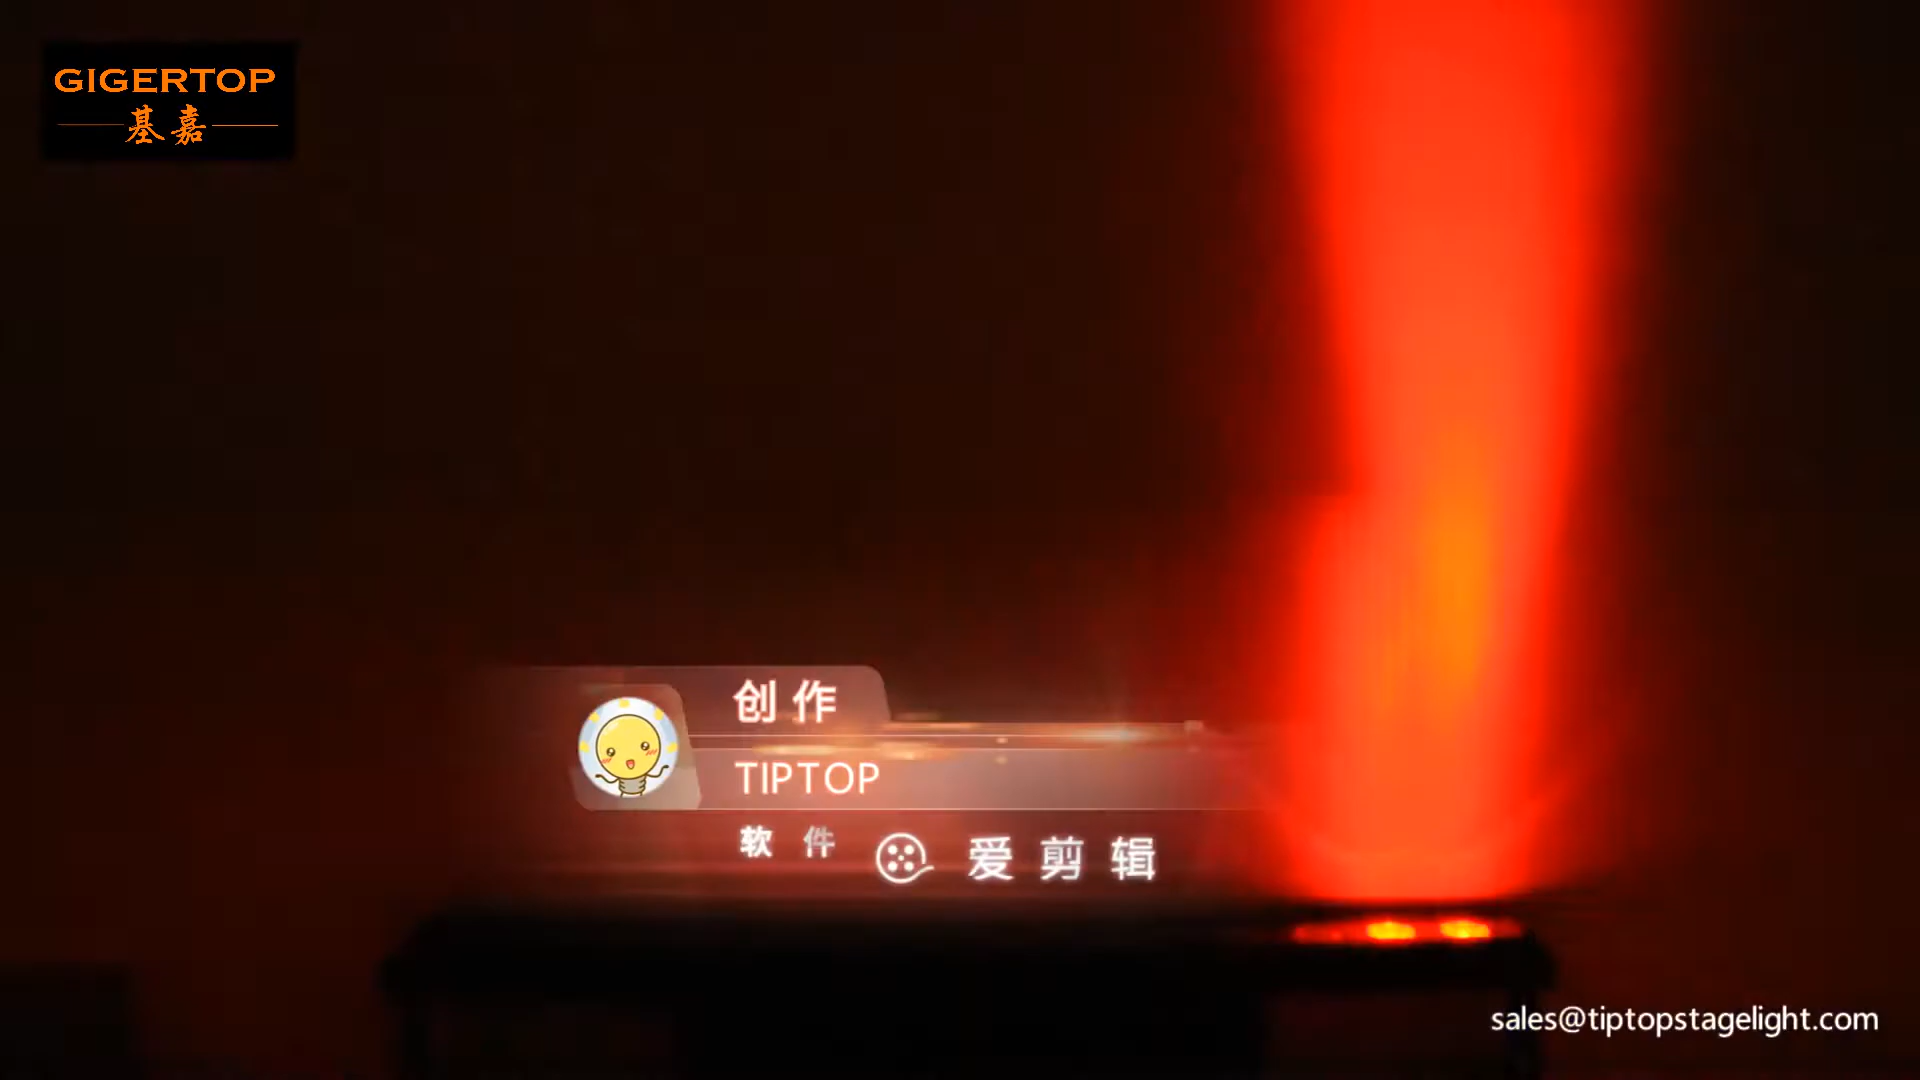 GIGERTOP
基嘉
创作
TIPTOP
软件 爱剪辑
sales@tiptopstagelight.com